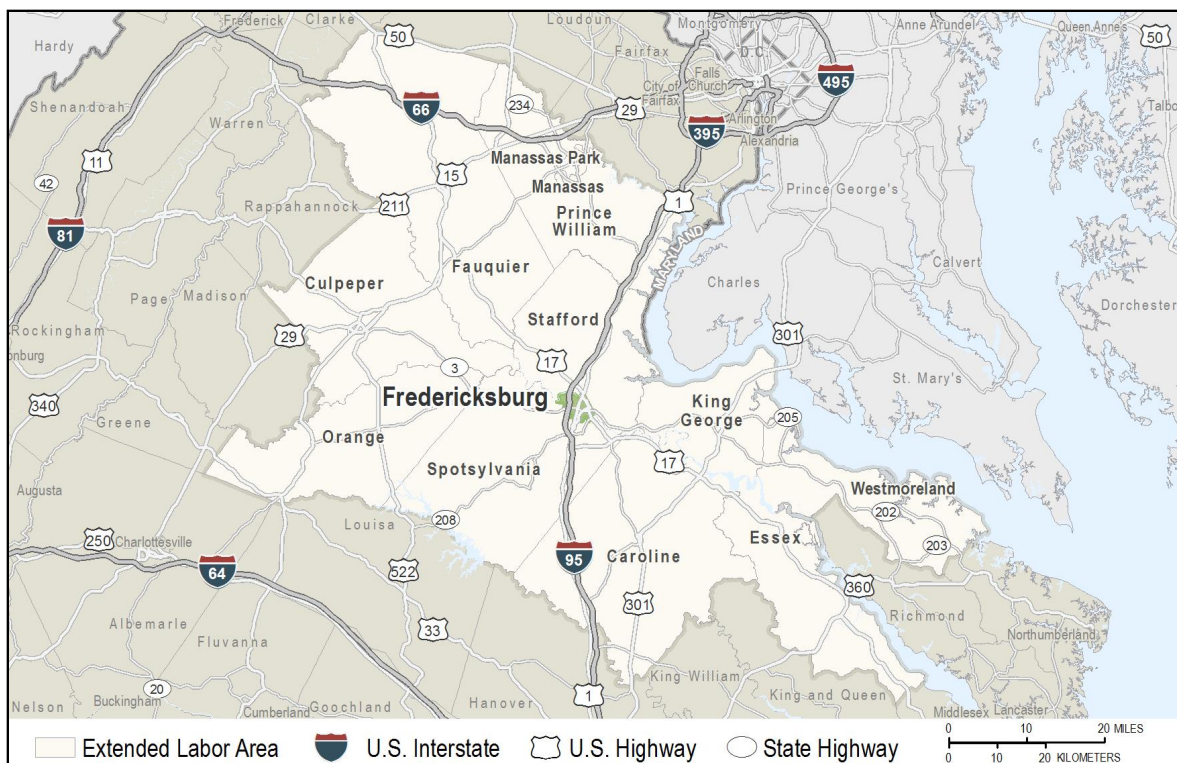 Frederick
Clarke
Loudoun
Montgomery
Anne Arundel
Queen Anne's
Hardy
50
50
Fairfax
DC
Falls
Church
City of
Fairfax
495
Shenandoah
66
234
29
395
Arlington
Alexandria
Talbo
Warren
11
Manassas Park
42
15
Manassas
Prince George's
Rappahannock
211
1
81
Prince
William
MARYLAND
Fauquier
Calvert
Culpeper
Charles
Page
Madison
Dorchester
Stafford
Rockingham
29
301
onburg
17
3
St. Mary's
340
Fredericksburg
King
George
205
Greene
Orange
Spotsylvania
17
Westmoreland
Augusta
202
Louisa
208
250
Charlottesville
Essex
203
95
Caroline
64
522
360
301
Richmond
Albemarle
33
Fluvanna
Northumberland
King William
20
1
King and Queen
Nelson
Buckingham
Hanover
Goochland
Cumberland
Middlesex
Lancaster
Extended Labor Area
U.S. Interstate
U.S. Highway
State Highway
0 10 20 MILES
0 10 20 KILOMETERS